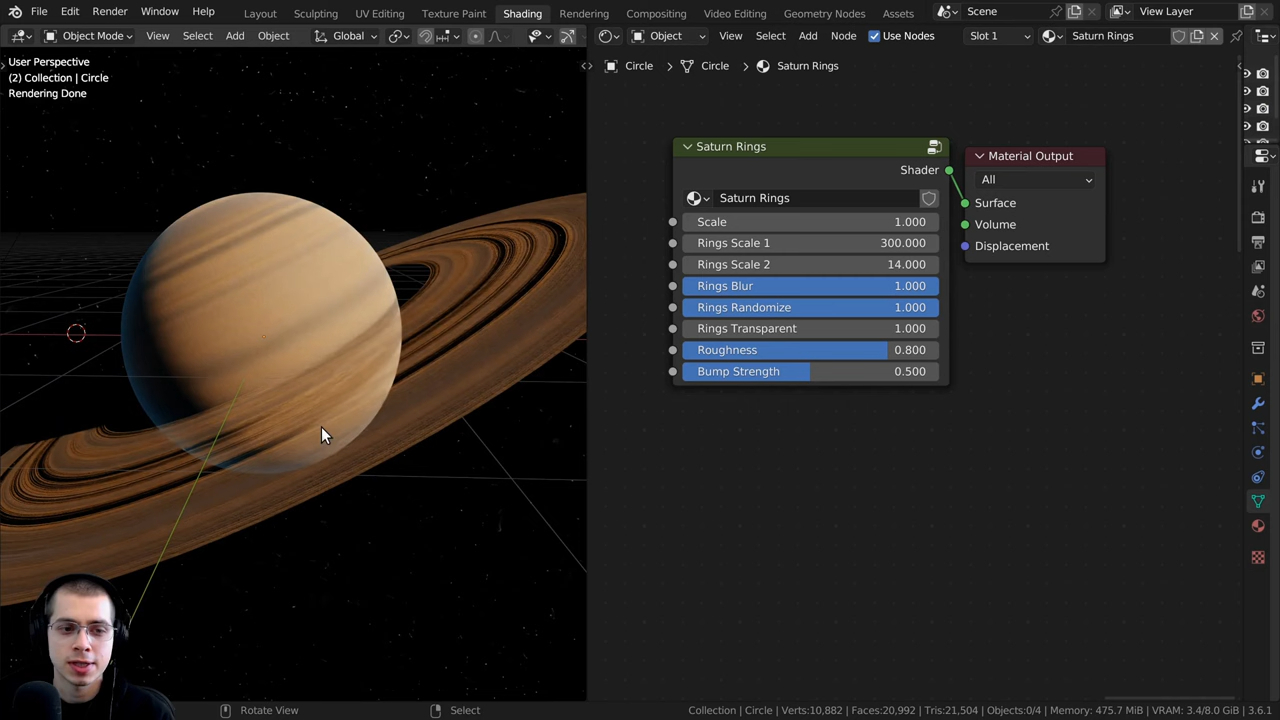 File Edit Render Window Help Layout Sculpting UV Editing Texture Paint Shading Rendering Compositing Video Editing Geometry Nodes Assets Scene View Layer
Object Mode View Select Add Object Global Object View Select Add Node Use Nodes Slot 1 Saturn Rings
User Perspective
(2) Collection | Circle
Rendering Done
Circle > Circle > Saturn Rings
Saturn Rings
Shader
Saturn Rings
Scale 1.000
Rings Scale 1 300.000
Rings Scale 2 14.000
Rings Blur 1.000
Rings Randomize 1.000
Rings Transparent 1.000
Roughness 0.800
Bump Strength 0.500
Material Output
All
Surface
Volume
Displacement
Rotate View Select Collection | Circle | Verts:10,882 | Faces:20,992 | Tris:21,504 | Objects:0/4 | Memory: 475.7 MiB | VRAM: 3.4/8.0 GiB | 3.6.1